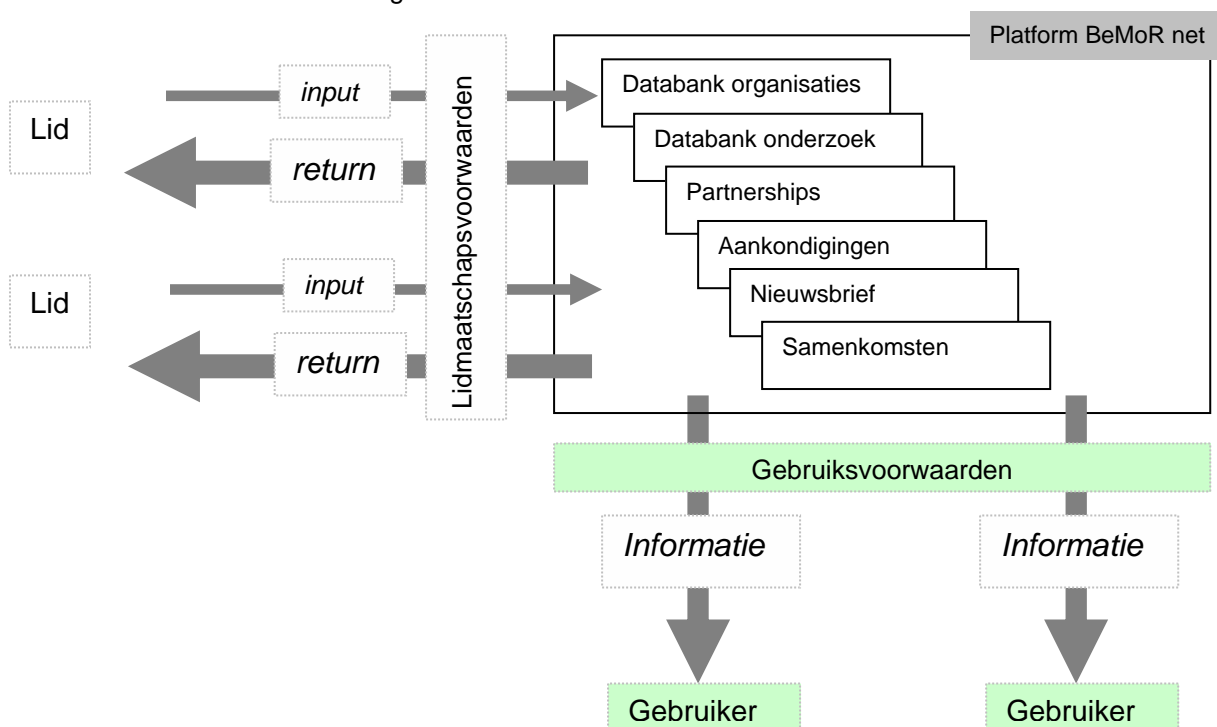 Platform BeMoR net
Lid
input
return
Lid
input
return
Lidmaatschapsvoorwaarden
Databank organisaties
Databank onderzoek
Partnerships
Aankondigingen
Nieuwsbrief
Samenkomsten
Gebruiksvoorwaarden
Informatie
Informatie
Gebruiker
Gebruiker